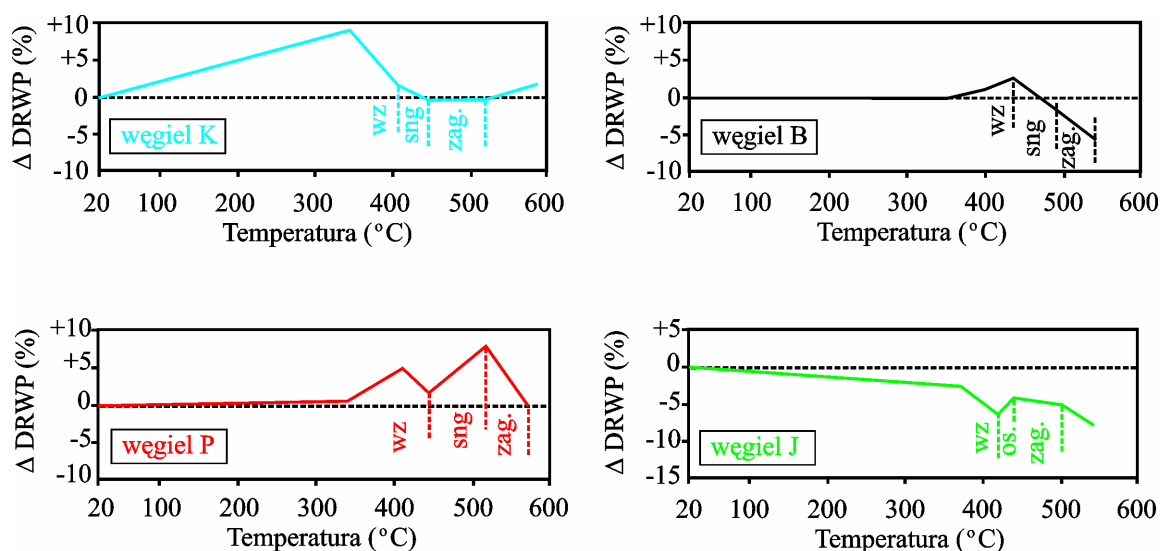 Δ DRWP (%)
+10
+5
0
-5
-10
wz
sng
zag.
węgiel K
20 100 200 300 400 500 600
Temperatura (°C)
Δ DRWP (%)
+10
+5
0
-5
-10
wz
sng
zag.
węgiel B
20 100 200 300 400 500 600
Temperatura (°C)
Δ DRWP (%)
+10
+5
0
-5
-10
wz
sng
zag.
węgiel P
20 100 200 300 400 500 600
Temperatura (°C)
Δ DRWP (%)
+5
0
-5
-10
-15
wz
os.
zag.
węgiel J
20 100 200 300 400 500 600
Temperatura (°C)